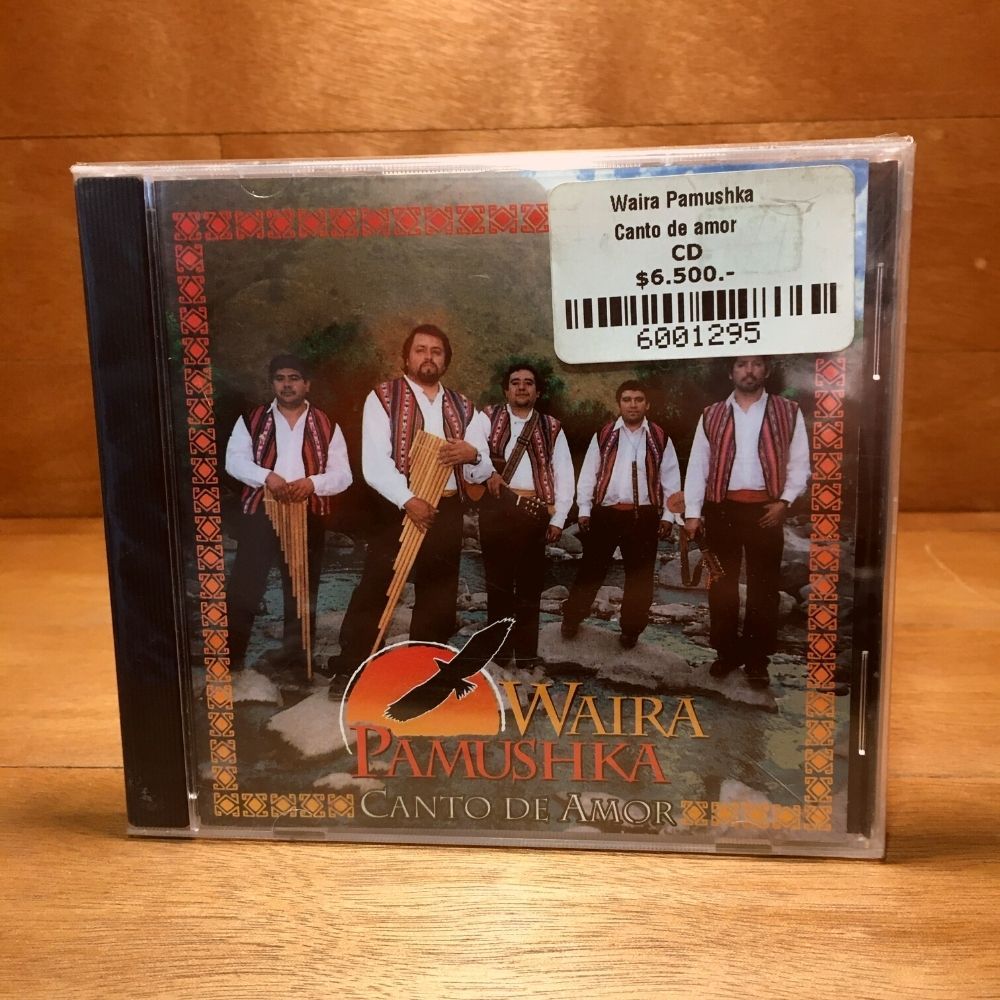 Waira Pamushka
Canto de amor
CD
$6.500.-
6001295
WAIRA
PAMUSHKA
CANTO DE AMOR